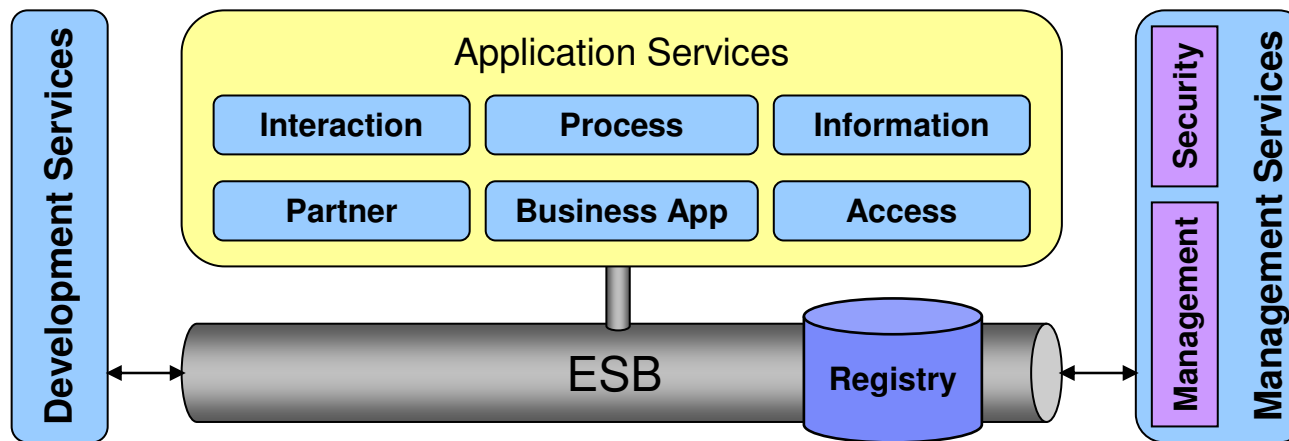 Development Services
Application Services
Interaction
Process
Information
Partner
Business App
Access
ESB
Registry
Security
Management
Management Services